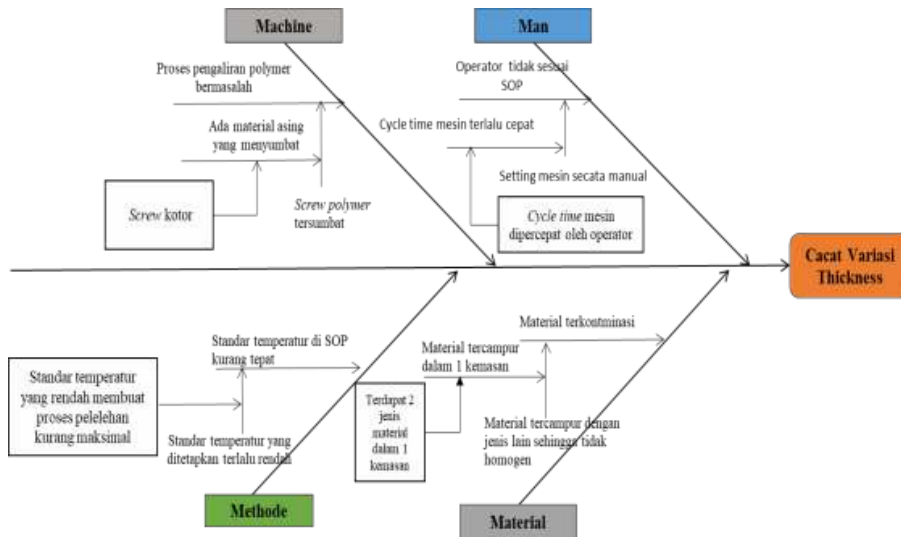 Machine
Man
Proses pengaliran polymer
bermasalah
Operator tidak sesuai
SOP
Ada material asing
yang menyumbat
Cycle time mesin terlalu cepat
Screw kotor
Screw polymer
tersumbat
Setting mesin secata manual
Cycle time mesin
dipercepat oleh operator
Cacat Variasi
Thickness
Standar temperatur
yang rendah membuat
proses pelelehan
kurang maksimal
Standar temperatur di SOP
kurang tepat
Standar temperatur yang
ditetapkan terlalu rendah
Material tercampur
dalam 1 kemasan
Material terkontminasi
Terdapat 2
jenis
material
dalam 1
kemasan
Material tercampur dengan
jenis lain sehingga tidak
homogen
Methode
Material